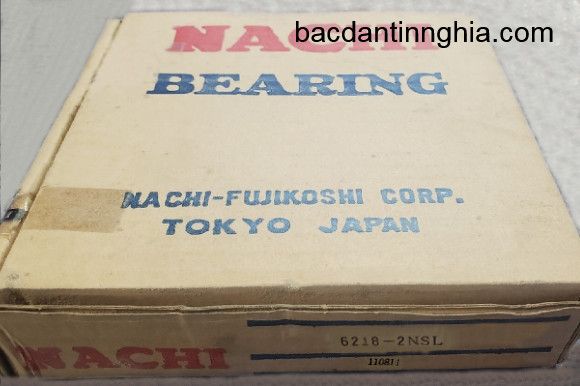 bacdantinnghia.com
NACHI
BEARING
NACHI-FUJIKOSHI CORP.
TOKYO JAPAN
NACHI
6218-2NSL